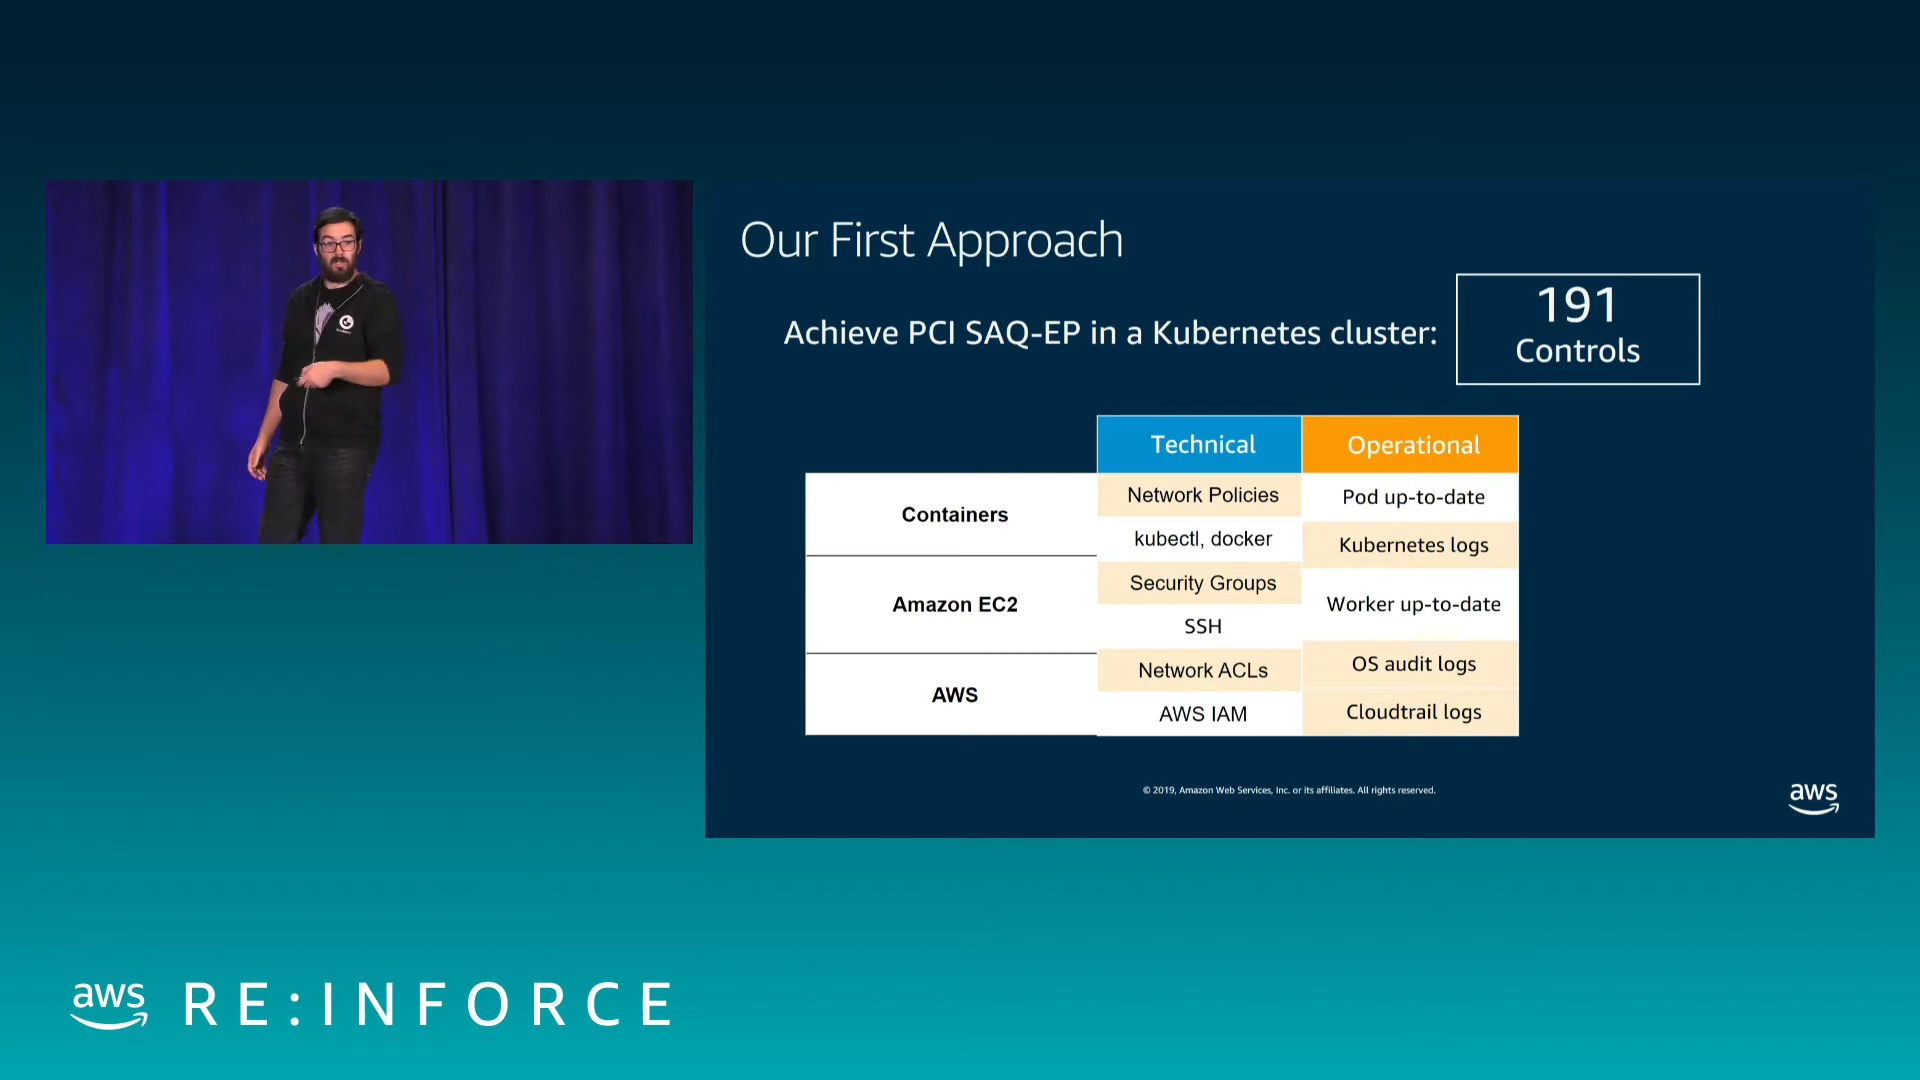 Our First Approach
Achieve PCI SAQ-EP in a Kubernetes cluster:
191
Controls
Technical
Operational
Containers
Network Policies
Pod up-to-date
kubectl, docker
Kubernetes logs
Amazon EC2
Security Groups
Worker up-to-date
SSH
AWS
Network ACLs
OS audit logs
AWS IAM
Cloudtrail logs
© 2019, Amazon Web Services, Inc. or its affiliates. All rights reserved.
aws
aws RE:INFORCE